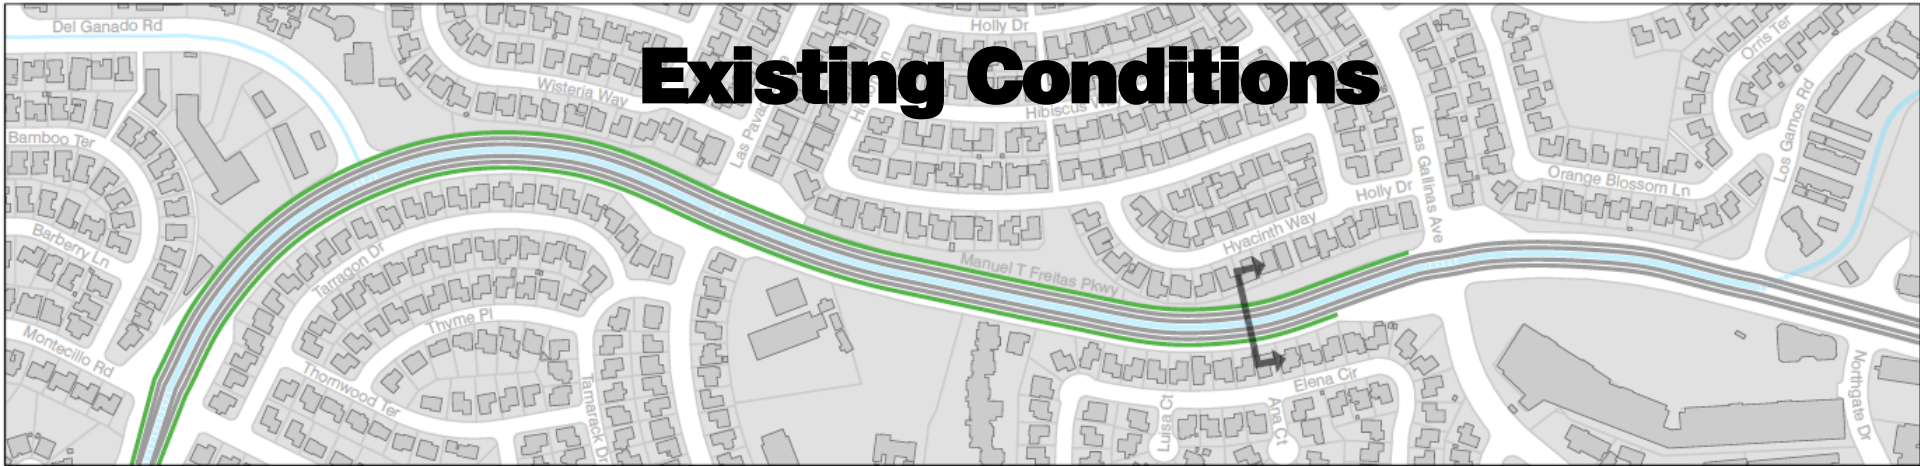 Existing Conditions
Del Ganado Rd
Holly Dr
Orris Ter
Wisteria Way
Hibiscus
Los Gamos Rd
Bamboo Ter
Las Gallinas Ave
Orange Blossom Ln
Holly Dr
Hyacinth Way
Barberry Ln
Tarragon Dr
Manuel T Freitas Pkwy
Thyme Pl
Montecillo Rd
Thornwood Ter
Tamarack Dr
Elena Cir
Luisa Ct
Ana Ct
Northgate Dr